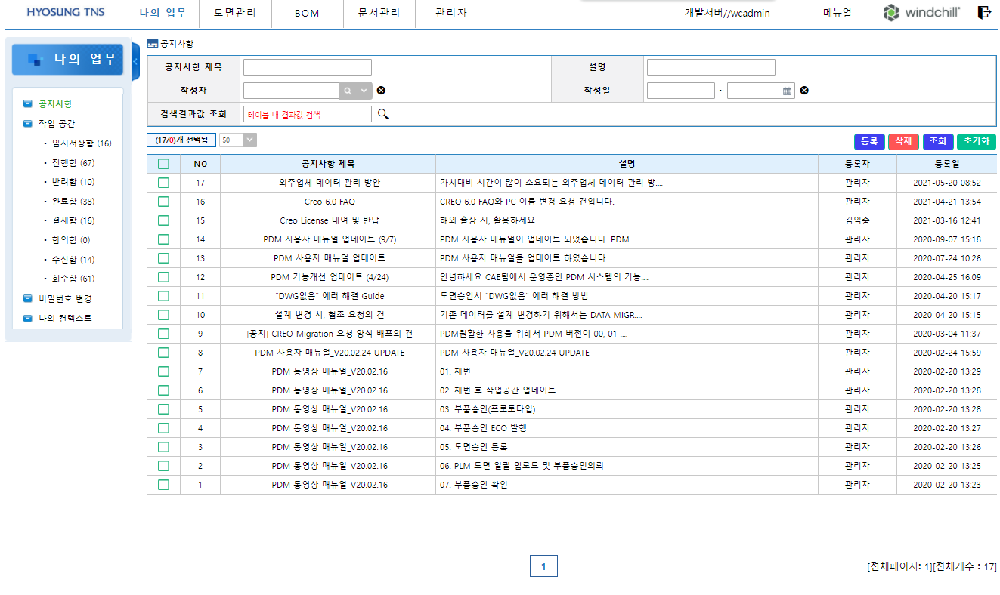 HYOSUNG TNS 나의 업무 도면관리 BOM 문서관리 관리자 개발서버//wcadmin 메뉴얼 windchill
나의 업무
공지사항
작업 공간
임시저장함 (16)
진행함 (67)
반려함 (10)
완료함 (38)
결재함 (16)
합의함 (0)
수신함 (14)
회수함 (61)
비밀번호 변경
나의 컨텍스트
공지사항
공지사항 제목 설명
작성자 작성일 ~
검색결과값 조회 테이블 내 결과값 검색
(17/0)개 선택됨 50 등록 삭제 조회 초기화
NO 공지사항 제목 설명 등록자 등록일
17 외주업체 데이터 관리 방안 가치대비 시간이 많이 소요되는 외주업체 데이터 관리 방.... 관리자 2021-05-20 08:52
16 Creo 6.0 FAQ CREO 6.0 FAQ와 PC 이름 변경 요청 건입니다. 관리자 2021-04-21 13:54
15 Creo License 대여 및 반납 해외 출장 시, 활용하세요 김익중 2021-03-16 12:41
14 PDM 사용자 매뉴얼 업데이트 (9/7) PDM 사용자 매뉴얼이 업데이트 되었습니다. PDM .... 관리자 2020-09-07 15:18
13 PDM 사용자 매뉴얼 업데이트 PDM 사용자 매뉴얼을 업데이트 하였습니다. 관리자 2020-07-24 10:26
12 PDM 기능개선 업데이트 (4/24) 안녕하세요 CAE팀에서 운영중인 PDM 시스템의 기능.... 관리자 2020-04-25 16:09
11 "DWG없음" 에러 해결 Guide 도면승인시 "DWG없음" 에러 해결 방법 관리자 2020-04-20 15:17
10 설계 변경 시, 협조 요청의 건 기존 데이터를 설계 변경하기 위해서는 DATA MIGR.... 관리자 2020-04-20 15:15
9 [공지] CREO Migration 요청 양식 배포의 건 PDM원활한 사용을 위해서 PDM 버전이 00, 01 .... 관리자 2020-03-04 11:37
8 PDM 사용자 매뉴얼_V20.02.24 UPDATE PDM 사용자 매뉴얼_V20.02.24 UPDATE 관리자 2020-02-24 15:59
7 PDM 동영상 매뉴얼_V20.02.16 01. 채번 관리자 2020-02-20 13:29
6 PDM 동영상 매뉴얼_V20.02.16 02. 채번 후 작업공간 업데이트 관리자 2020-02-20 13:28
5 PDM 동영상 매뉴얼_V20.02.16 03. 부품승인(프로토타입) 관리자 2020-02-20 13:28
4 PDM 동영상 매뉴얼_V20.02.16 04. 부품승인 ECO 발행 관리자 2020-02-20 13:27
3 PDM 동영상 매뉴얼_V20.02.16 05. 도면승인 등록 관리자 2020-02-20 13:26
2 PDM 동영상 매뉴얼_V20.02.16 06. PLM 도면 일괄 업로드 및 부품승인의뢰 관리자 2020-02-20 13:25
1 PDM 동영상 매뉴얼_V20.02.16 07. 부품승인 확인 관리자 2020-02-20 13:23
1 [전체페이지: 1][전체개수 : 17]